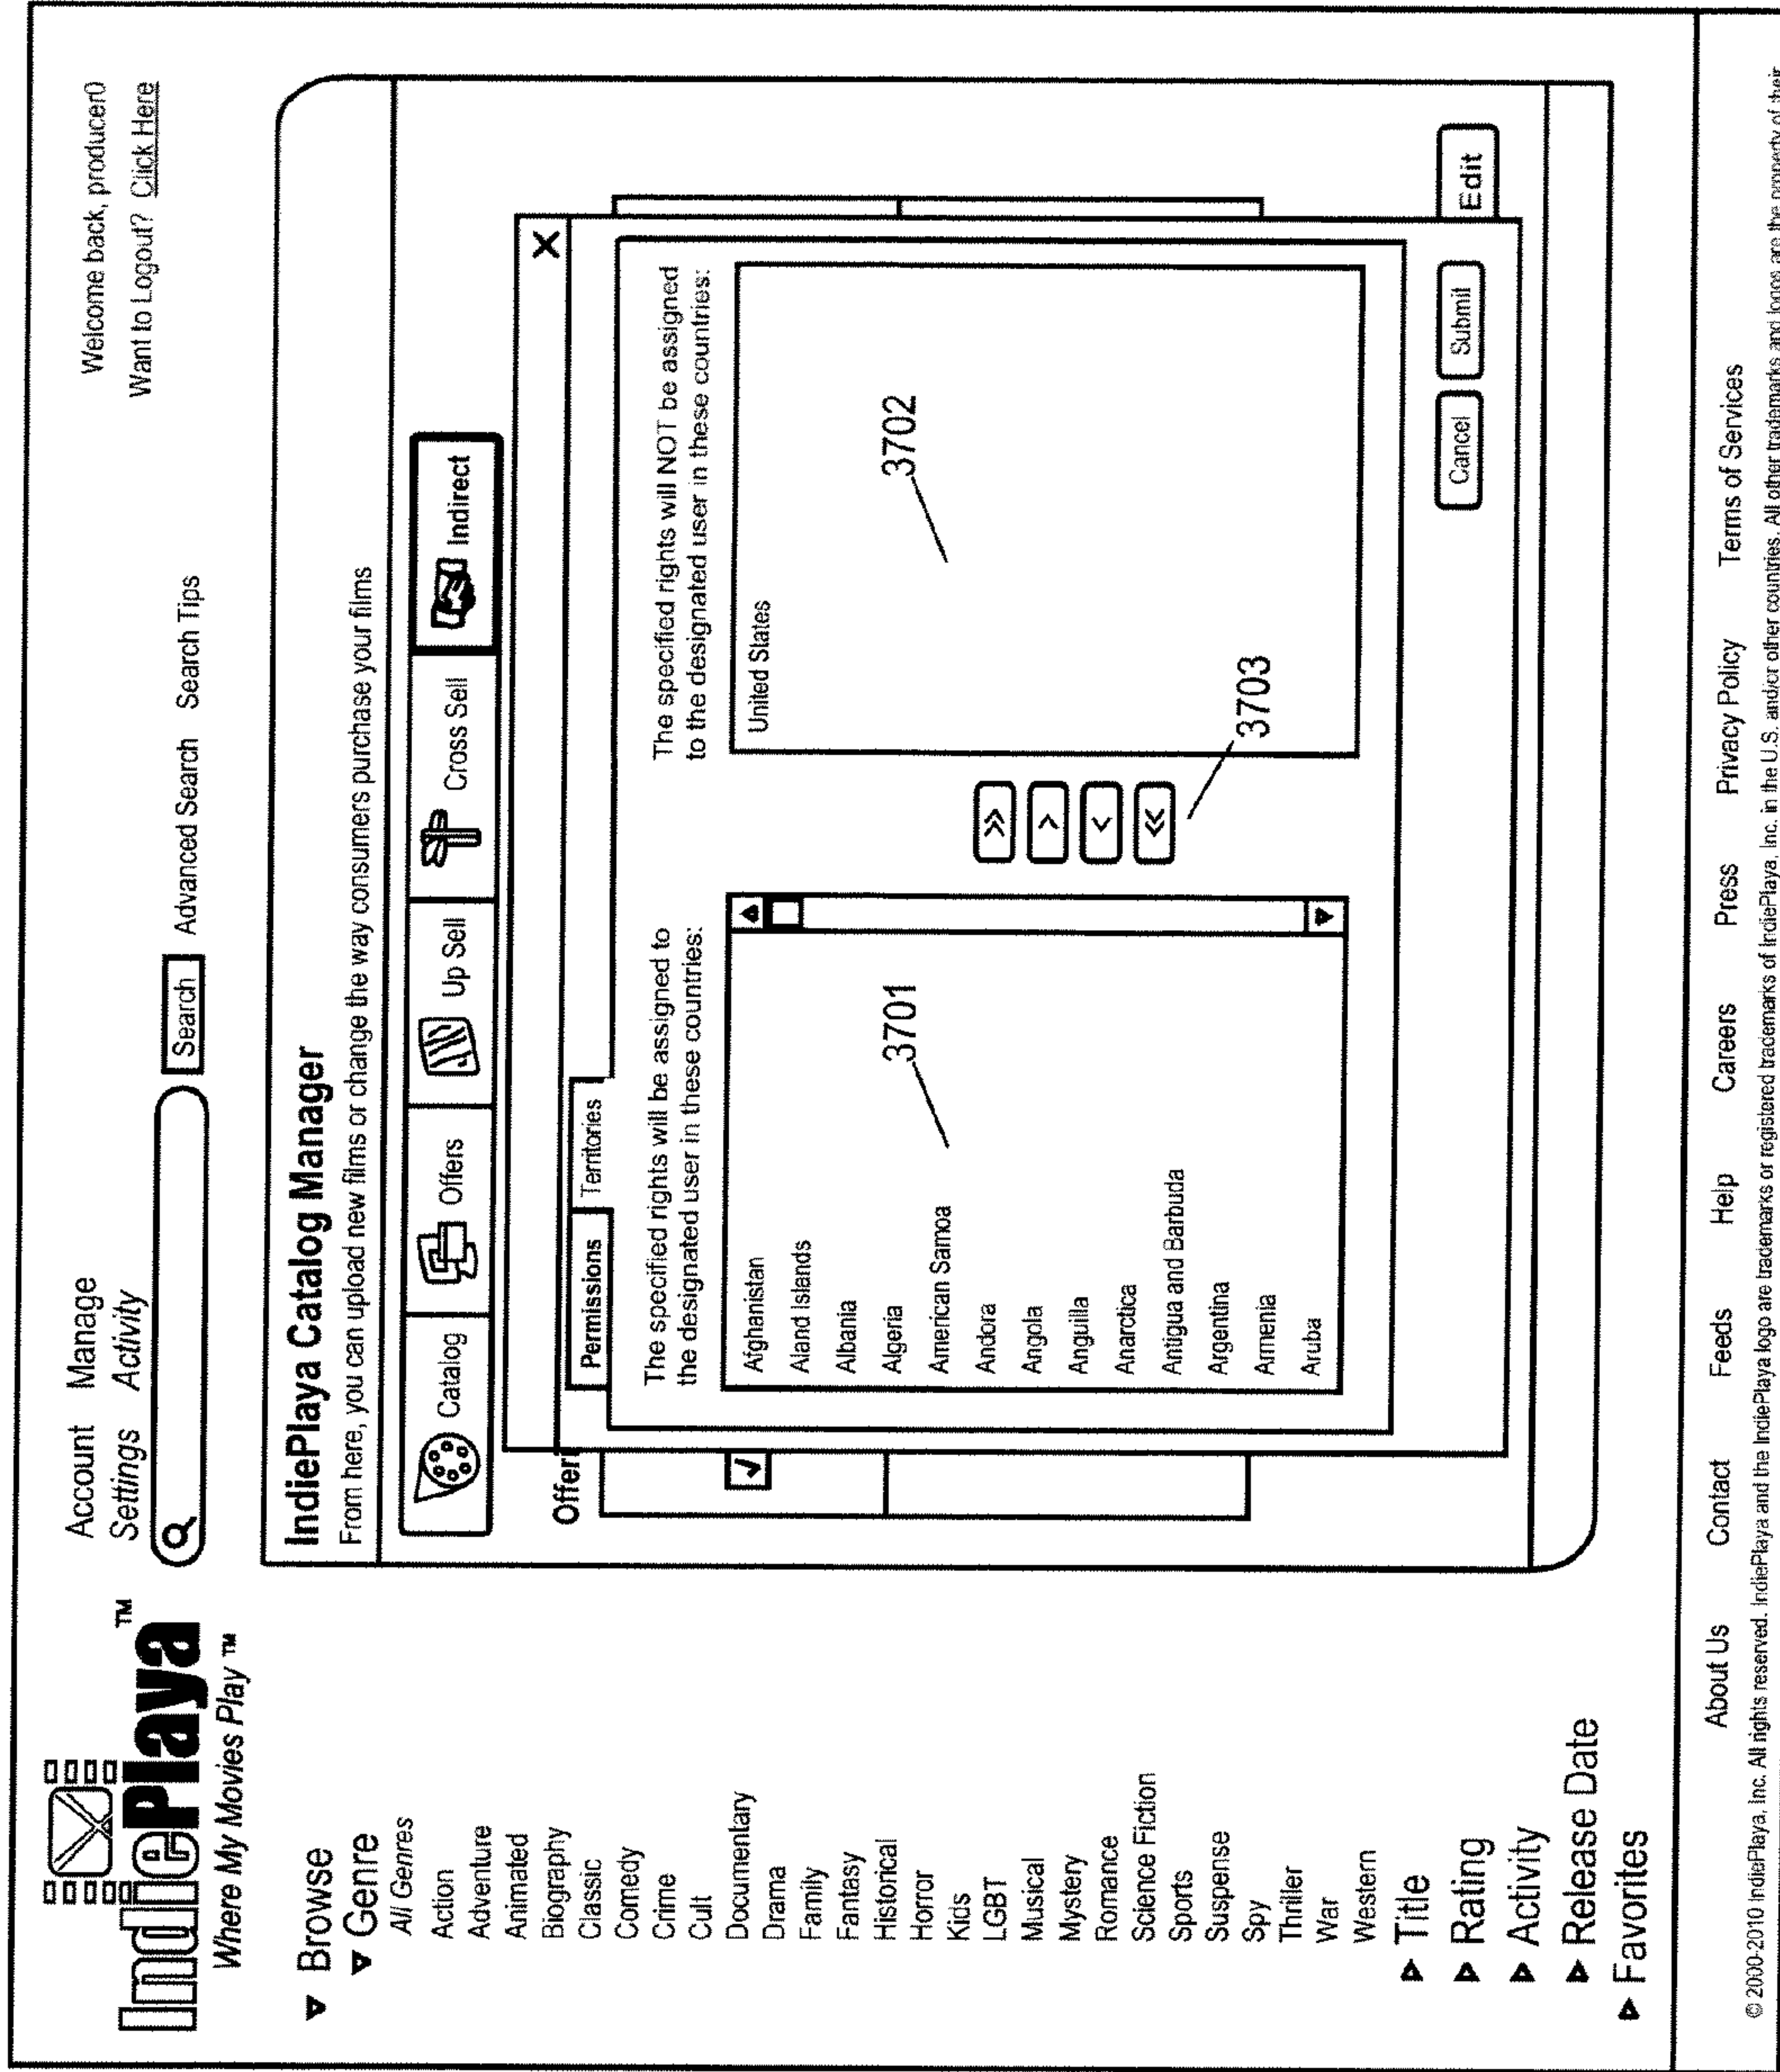 IndiePlaya™
Where My Movies Play™
Account Settings
Manage Activity
Search
Advanced Search
Search Tips
Welcome back, producer0
Want to Logout? Click Here
▼ Browse
▼ Genre
All Genres
Action
Adventure
Animated
Biography
Classic
Comedy
Crime
Cult
Documentary
Drama
Family
Fantasy
Historical
Horror
Kids
LGBT
Musical
Mystery
Romance
Science Fiction
Sports
Suspense
Spy
Thriller
War
Western
▶ Title
▶ Rating
▶ Activity
▶ Release Date
▶ Favorites
IndiePlaya Catalog Manager
From here, you can upload new films or change the way consumers purchase your films
Catalog
Offers
Up Sell
Cross Sell
Indirect
Offer
X
Permissions
Territories
The specified rights will be assigned to
the designated user in these countries:
Afghanistan
Aland Islands
Albania
Algeria
American Samoa
Andora
Angola
Anguilla
Anarctica
Antigua and Barbuda
Argentina
Armenia
Aruba
3701
>>
>
<
<<
3703
The specified rights will NOT be assigned
to the designated user in these countries:
United States
3702
Cancel
Submit
Edit
About Us
Contact
Feeds
Help
Careers
Press
Privacy Policy
Terms of Services
© 2000-2010 IndiePlaya, Inc. All rights reserved. IndiePlaya and the IndiePlaya logo are trademarks or registered trademarks of IndiePlaya, Inc. in the U.S. and/or other countries. All other trademarks and logos are the property of their